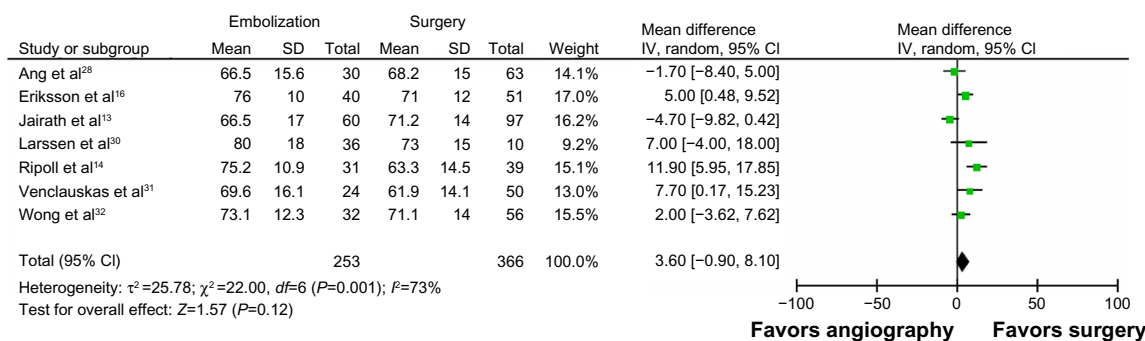 Embolization Surgery Mean difference Mean difference
Study or subgroup Mean SD Total Mean SD Total Weight IV, random, 95% CI IV, random, 95% CI
Ang et al²⁸ 66.5 15.6 30 68.2 15 63 14.1% −1.70 [−8.40, 5.00]
Eriksson et al¹⁶ 76 10 40 71 12 51 17.0% 5.00 [0.48, 9.52]
Jairath et al¹³ 66.5 17 60 71.2 14 97 16.2% −4.70 [−9.82, 0.42]
Larssen et al³⁰ 80 18 36 73 15 10 9.2% 7.00 [−4.00, 18.00]
Ripoll et al¹⁴ 75.2 10.9 31 63.3 14.5 39 15.1% 11.90 [5.95, 17.85]
Venclauskas et al³¹ 69.6 16.1 24 61.9 14.1 50 13.0% 7.70 [0.17, 15.23]
Wong et al³² 73.1 12.3 32 71.1 14 56 15.5% 2.00 [−3.62, 7.62]
Total (95% CI) 253 366 100.0% 3.60 [−0.90, 8.10]
Heterogeneity: τ²=25.78; χ²=22.00, df=6 (P=0.001); I²=73%
Test for overall effect: Z=1.57 (P=0.12)
−100 −50 0 50 100
Favors angiography Favors surgery